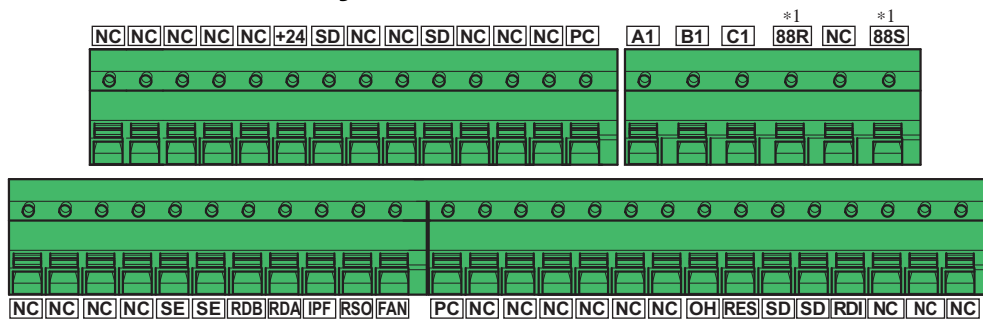 *1 *1
NC NC NC NC NC +24 SD NC NC SD NC NC NC PC A1 B1 C1 88R NC 88S
NC NC NC NC SE SE RDB RDA IPF RSO FAN PC NC NC NC NC NC NC OH RES SD SD RDI NC NC NC